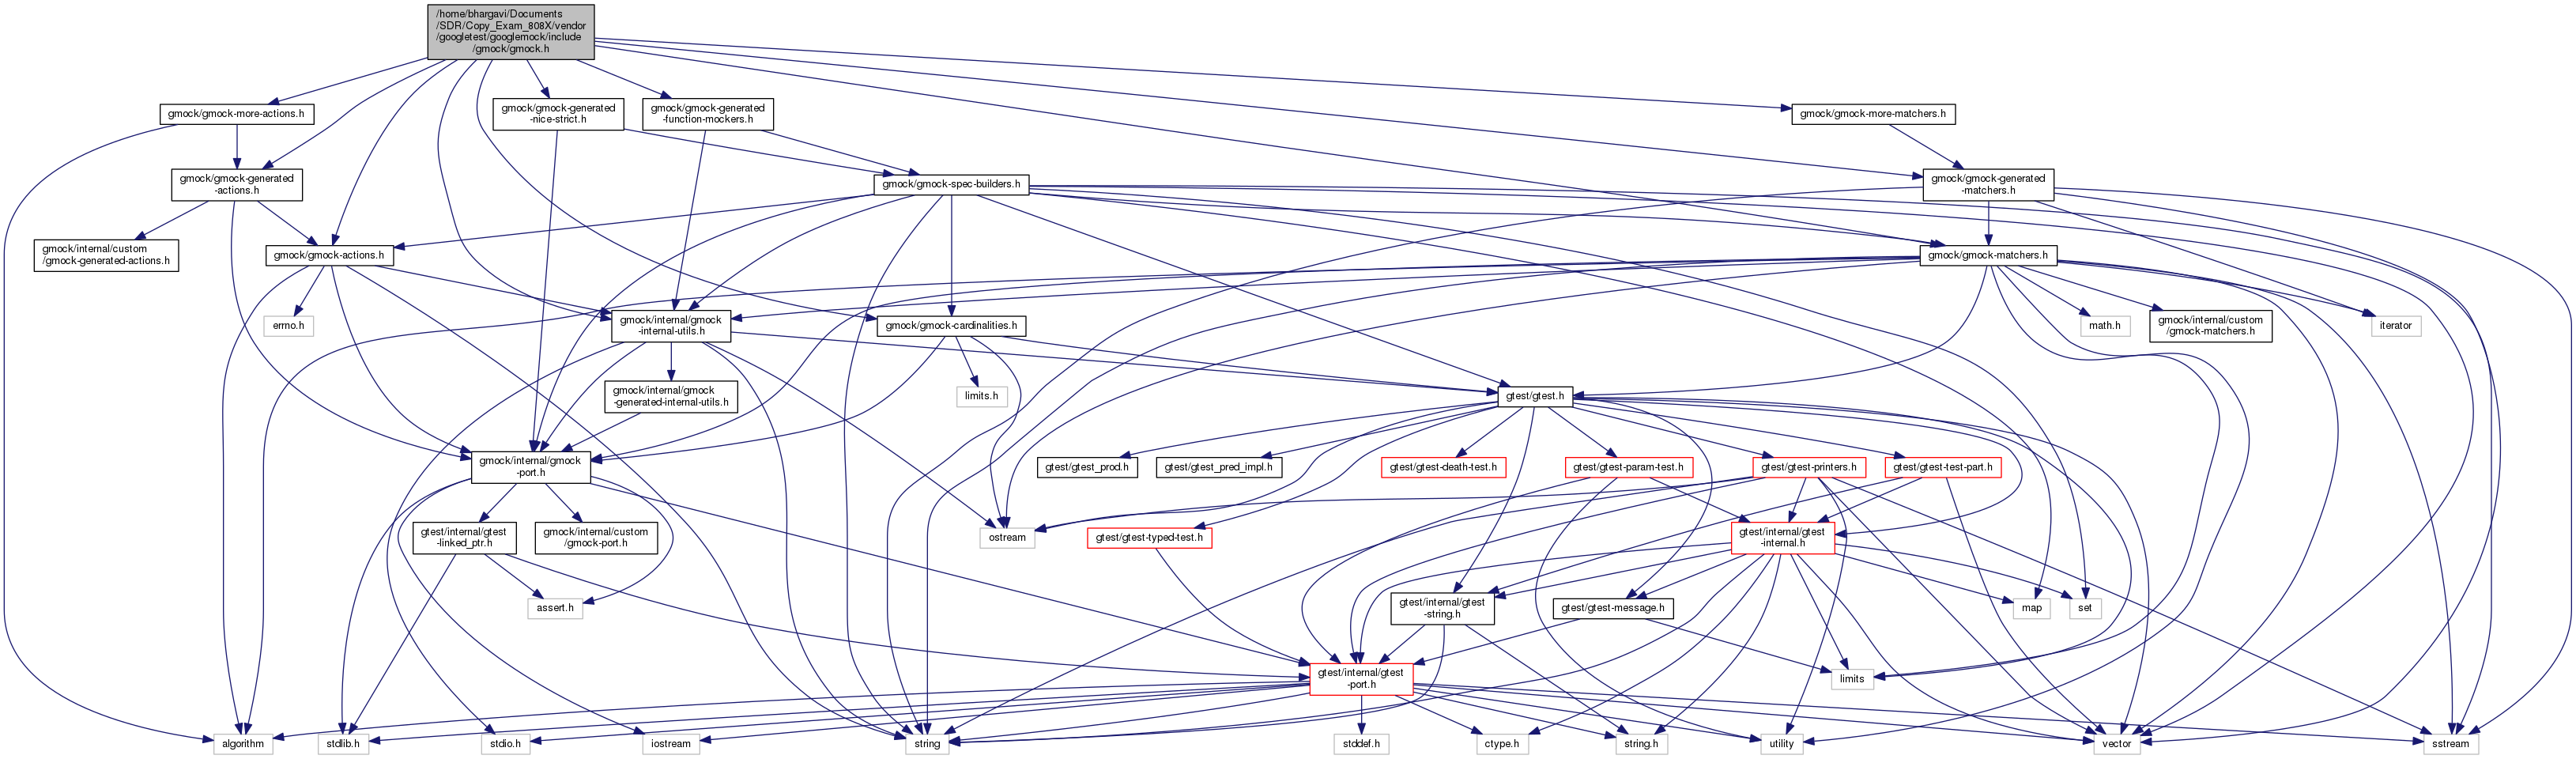 /home/bhargavi/Documents
/SDR/Copy_Exam_808X/vendor
/googletest/googlemock/include
/gmock/gmock.h
gmock/gmock-more-actions.h
gmock/gmock-generated
-nice-strict.h
gmock/gmock-generated
-function-mockers.h
gmock/gmock-more-matchers.h
gmock/gmock-generated
-actions.h
gmock/gmock-spec-builders.h
gmock/gmock-generated
-matchers.h
gmock/internal/custom
/gmock-generated-actions.h
gmock/gmock-actions.h
gmock/gmock-matchers.h
errno.h
gmock/internal/gmock
-internal-utils.h
gmock/gmock-cardinalities.h
math.h
gmock/internal/custom
/gmock-matchers.h
iterator
gmock/internal/gmock
-generated-internal-utils.h
limits.h
gtest/gtest.h
gmock/internal/gmock
-port.h
gtest/gtest_prod.h
gtest/gtest_pred_impl.h
gtest/gtest-death-test.h
gtest/gtest-param-test.h
gtest/gtest-printers.h
gtest/gtest-test-part.h
gtest/internal/gtest
-linked_ptr.h
gmock/internal/custom
/gmock-port.h
ostream
gtest/gtest-typed-test.h
gtest/internal/gtest
-internal.h
assert.h
gtest/internal/gtest
-string.h
gtest/gtest-message.h
map
set
gtest/internal/gtest
-port.h
limits
algorithm
stdlib.h
stdio.h
iostream
string
stddef.h
ctype.h
string.h
utility
vector
sstream